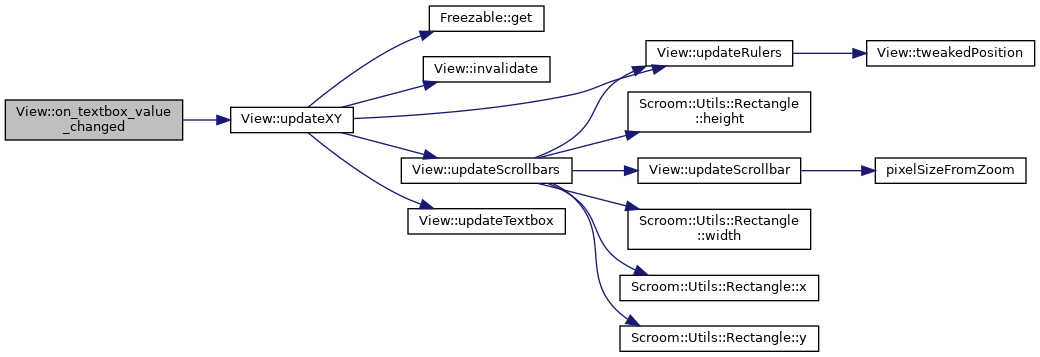 View::on_textbox_value
_changed
View::updateXY
Freezable::get
View::invalidate
View::updateScrollbars
View::updateTextbox
View::updateRulers
Scroom::Utils::Rectangle
::height
View::updateScrollbar
Scroom::Utils::Rectangle
::width
Scroom::Utils::Rectangle::x
Scroom::Utils::Rectangle::y
View::tweakedPosition
pixelSizeFromZoom